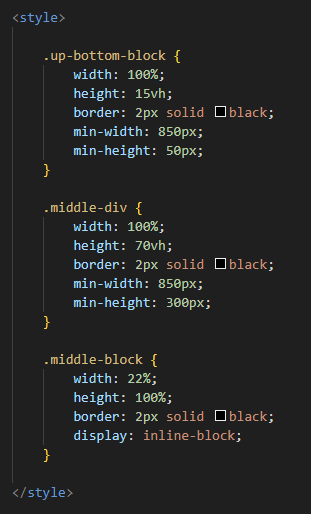 <style>
.up-bottom-block {
width: 100%;
height: 15vh;
border: 2px solid black;
min-width: 850px;
min-height: 50px;
}
.middle-div {
width: 100%;
height: 70vh;
border: 2px solid black;
min-width: 850px;
min-height: 300px;
}
.middle-block {
width: 22%;
height: 100%;
border: 2px solid black;
display: inline-block;
}
</style>